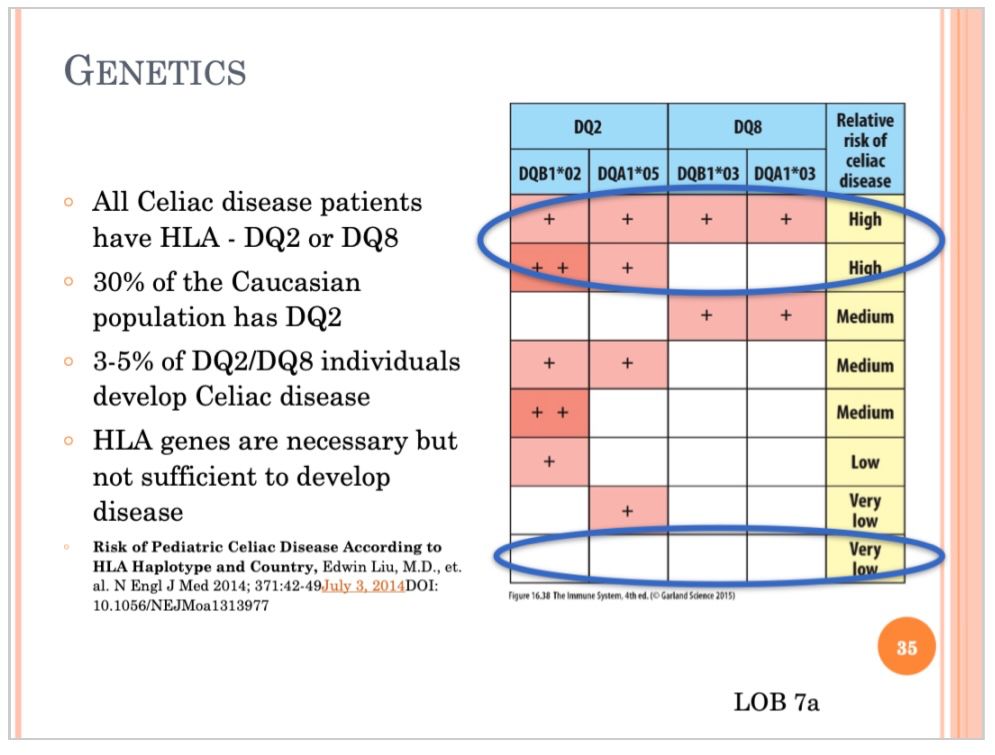 GENETICS
All Celiac disease patients
have HLA - DQ2 or DQ8
30% of the Caucasian
population has DQ2
3-5% of DQ2/DQ8 individuals
develop Celiac disease
HLA genes are necessary but
not sufficient to develop
disease
Risk of Pediatric Celiac Disease According to
HLA Haplotype and Country, Edwin Liu, M.D., et.
al. N Engl J Med 2014; 371:42-49July 3, 2014DOI:
10.1056/NEJMoa1313977
DQ2 DQ8 Relative
risk of
celiac
disease
DQB1*02 DQA1*05 DQB1*03 DQA1*03
+ + + + High
+ + + High
+ + Medium
+ + Medium
+ + Medium
+ Low
+ Very
low
Very
low
Figure 16.38 The Immune System, 4th ed. (© Garland Science 2015)
35
LOB 7a